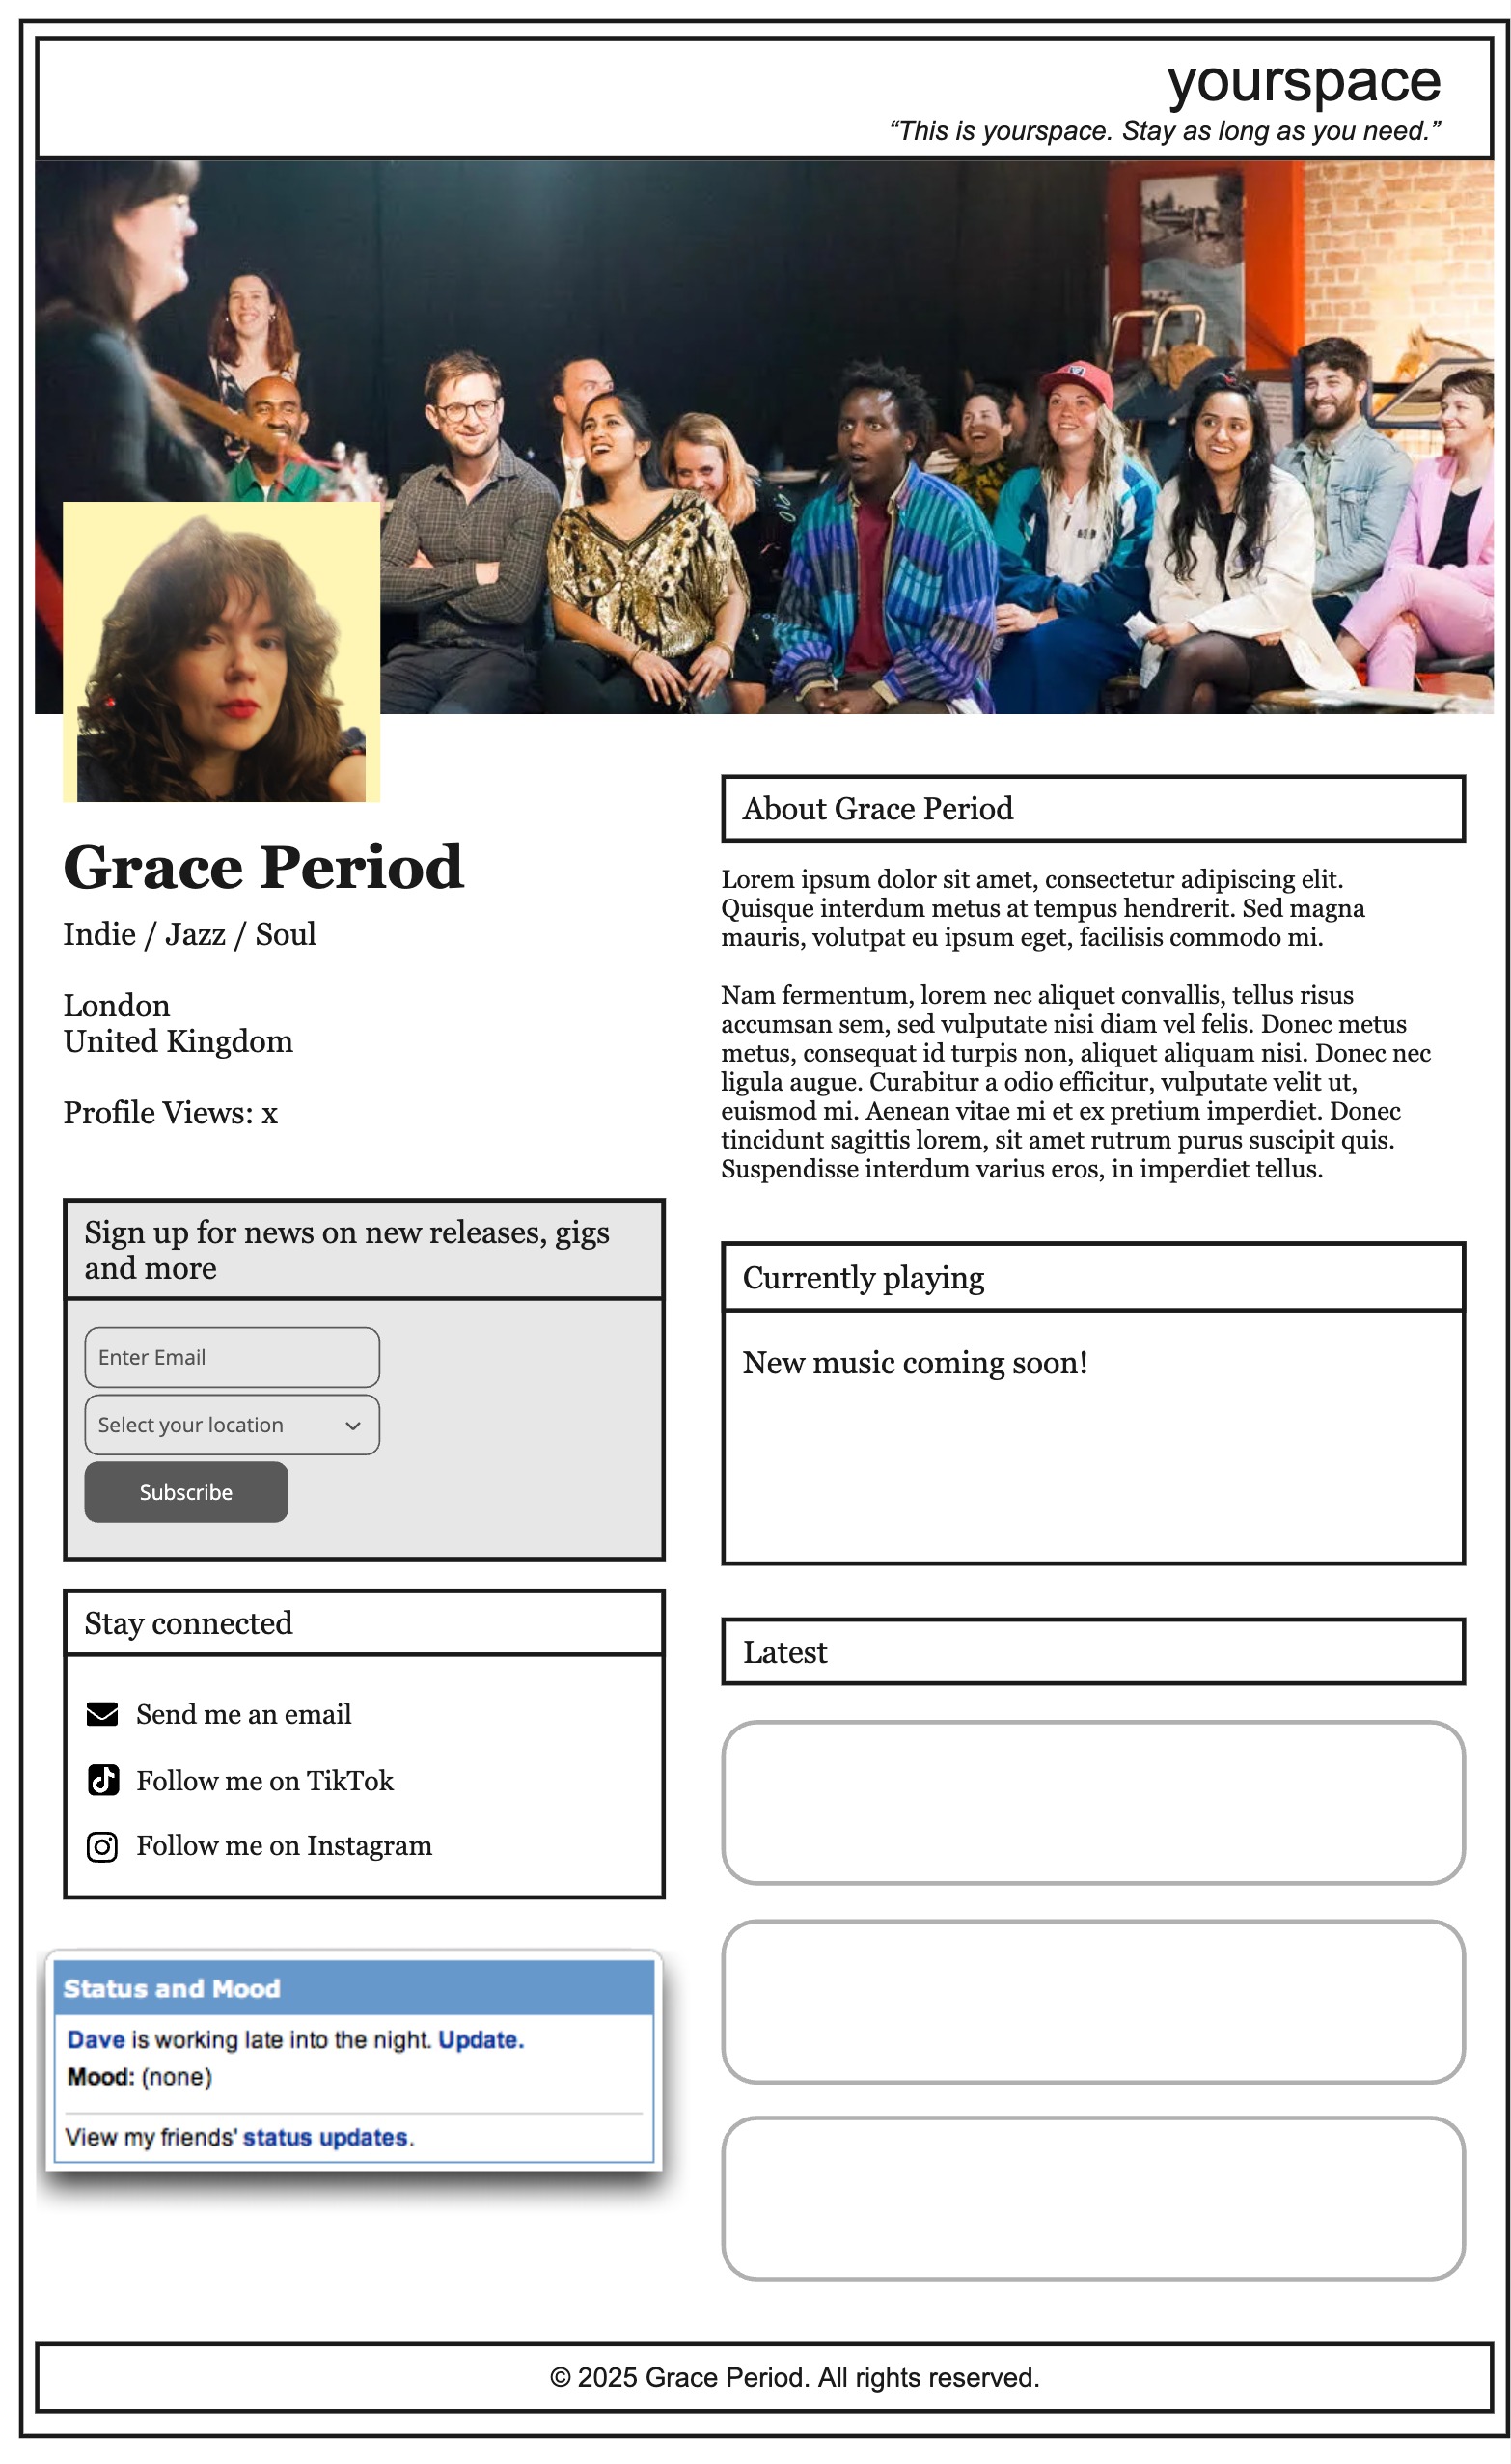 yourspace
“This is yourspace. Stay as long as you need.”
Grace Period
Indie / Jazz / Soul
London
United Kingdom
Profile Views: x
Sign up for news on new releases, gigs
and more
Enter Email
Select your location
Subscribe
Stay connected
Send me an email
Follow me on TikTok
Follow me on Instagram
Status and Mood
Dave is working late into the night. Update.
Mood: (none)
View my friends' status updates.
About Grace Period
Lorem ipsum dolor sit amet, consectetur adipiscing elit.
Quisque interdum metus at tempus hendrerit. Sed magna
mauris, volutpat eu ipsum eget, facilisis commodo mi.
Nam fermentum, lorem nec aliquet convallis, tellus risus
accumsan sem, sed vulputate nisi diam vel felis. Donec metus
metus, consequat id turpis non, aliquet aliquam nisi. Donec nec
ligula augue. Curabitur a odio efficitur, vulputate velit ut,
euismod mi. Aenean vitae mi et ex pretium imperdiet. Donec
tincidunt sagittis lorem, sit amet rutrum purus suscipit quis.
Suspendisse interdum varius eros, in imperdiet tellus.
Currently playing
New music coming soon!
Latest
© 2025 Grace Period. All rights reserved.